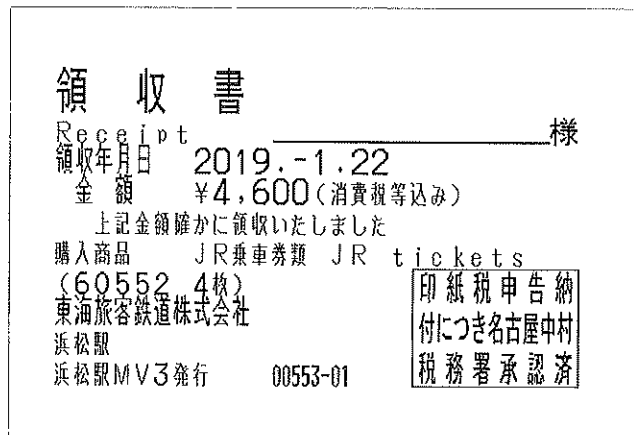 領収書
Receipt 様
領収年月日 2019.-1.22
金額 ¥4,600(消費税等込み)
上記金額確かに領収いたしました
購入商品 JR乗車券類 JR tickets
(60552 4枚)
東海旅客鉄道株式会社
浜松駅
浜松駅MV3発行 00553-01
印紙税申告納
付につき名古屋中村
税務署承認済